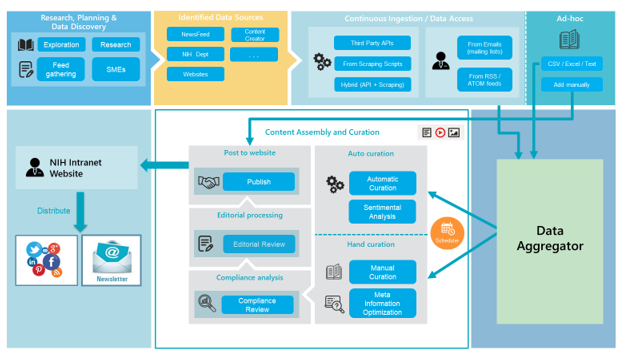 Research, Planning &
Data Discovery
Exploration
Research
Feed
gathering
SMEs
Identified Data Sources
NewsFeed
Content
Creator
NIH Dept
. . .
Websites
Continuous Ingestion / Data Access
Third Party APIs
From Scraping Scripts
Hybrid (API + Scraping)
From Emails
(mailing lists)
From RSS /
ATOM feeds
Ad-hoc
CSV / Excel / Text
Add manually
NIH Intranet
Website
Distribute
Newsletter
Content Assembly and Curation
Post to website
Publish
Editorial processing
Editorial Review
Compliance analysis
Compliance
Review
Auto curation
Automatic
Curation
Sentimental
Analysis
Hand curation
Manual
Curation
Meta
Information
Optimization
Scheduler
Data
Aggregator